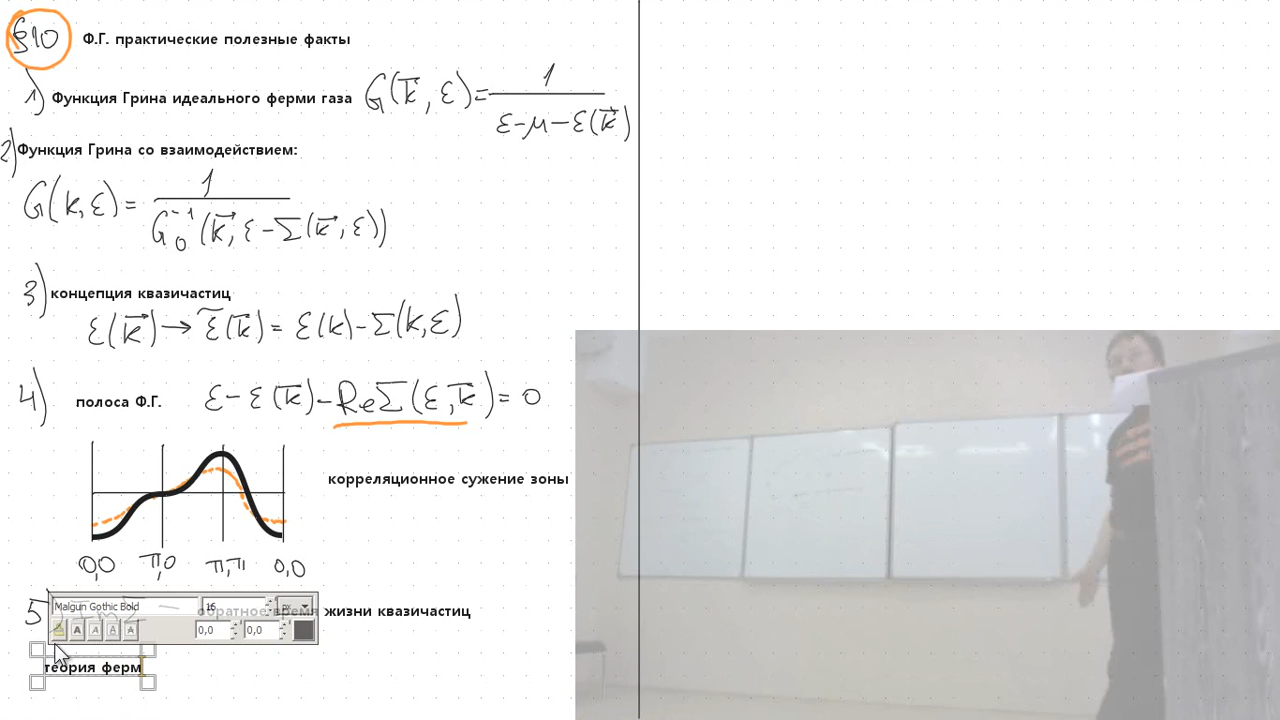 §10 Ф.Г. практические полезные факты
1) Функция Грина идеального ферми газа G(k̄, ε) = 1 / (ε-μ-ε(k⃗))
2) Функция Грина со взаимодействием:
G(k,ε) = 1 / (G₀⁻¹(k⃗, ε-Σ(k⃗,ε)))
3) концепция квазичастиц
ε(k⃗) → ε̃(k̄) = ε(k)-Σ(k,ε)
4) полоса Ф.Г. ε-ε(k̄)-ReΣ(ε,k̄)=0
корреляционное сужение зоны
0,0 π,0 π,π 0,0
Malgun Gothic Bold 16 px
5) ImΣ — обратное время жизни квазичастиц
A A A A 0,0 0,0
теория ферм